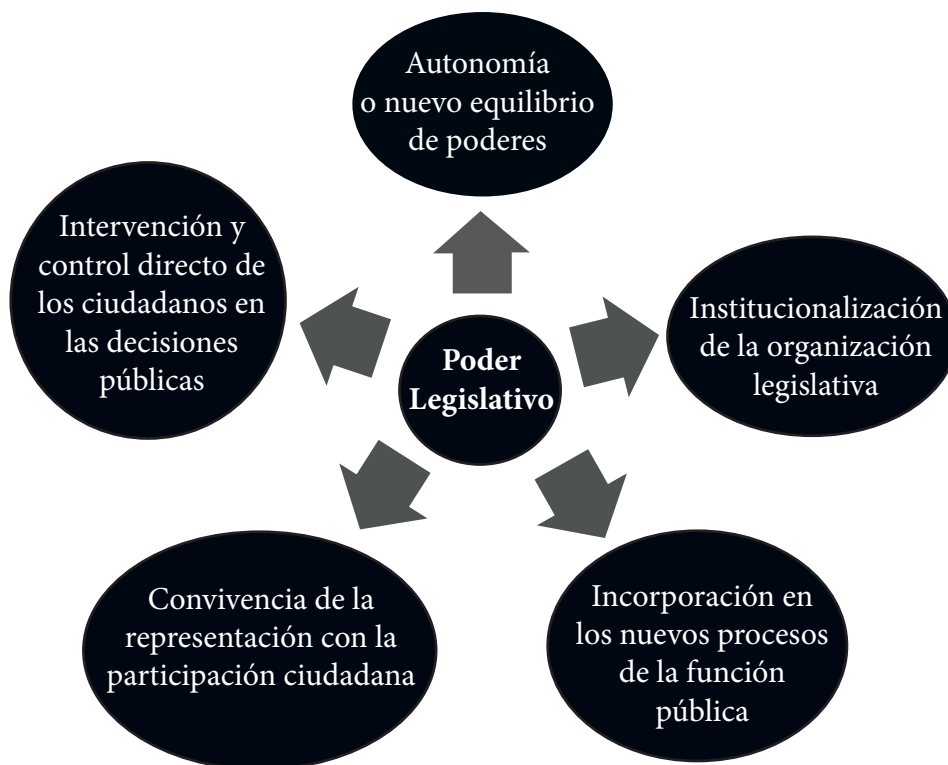 Autonomía
o nuevo equilibrio
de poderes
Intervención y
control directo de
los ciudadanos en
las decisiones
públicas
Institucionalización
de la organización
legislativa
Poder
Legislativo
Convivencia de la
representación con la
participación ciudadana
Incorporación en
los nuevos procesos
de la función
pública